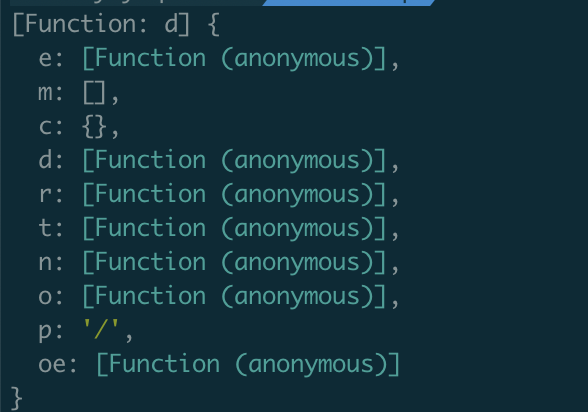 [Function: d] {
  e: [Function (anonymous)],
  m: [],
  c: {},
  d: [Function (anonymous)],
  r: [Function (anonymous)],
  t: [Function (anonymous)],
  n: [Function (anonymous)],
  o: [Function (anonymous)],
  p: '/',
  oe: [Function (anonymous)]
}